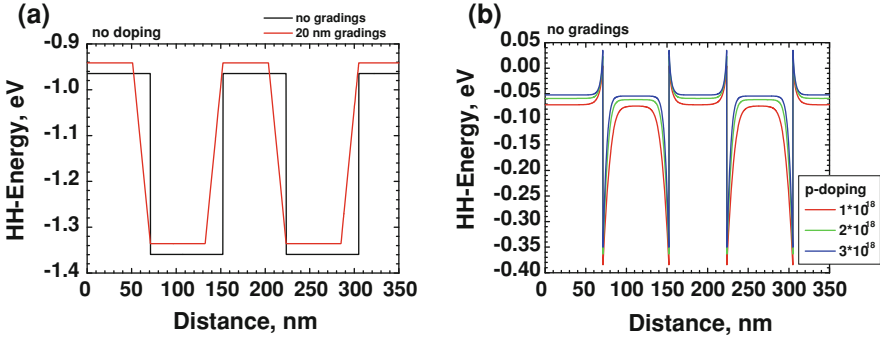 (a)
no doping
no gradings
20 nm gradings
-0.9
-1.0
-1.1
-1.2
-1.3
-1.4
HH-Energy, eV
0 50 100 150 200 250 300 350
Distance, nm
(b)
no gradings
0.05
0.00
-0.05
-0.10
-0.15
-0.20
-0.25
-0.30
-0.35
-0.40
HH-Energy, eV
p-doping
1*10^18
2*10^18
3*10^18
0 50 100 150 200 250 300 350
Distance, nm